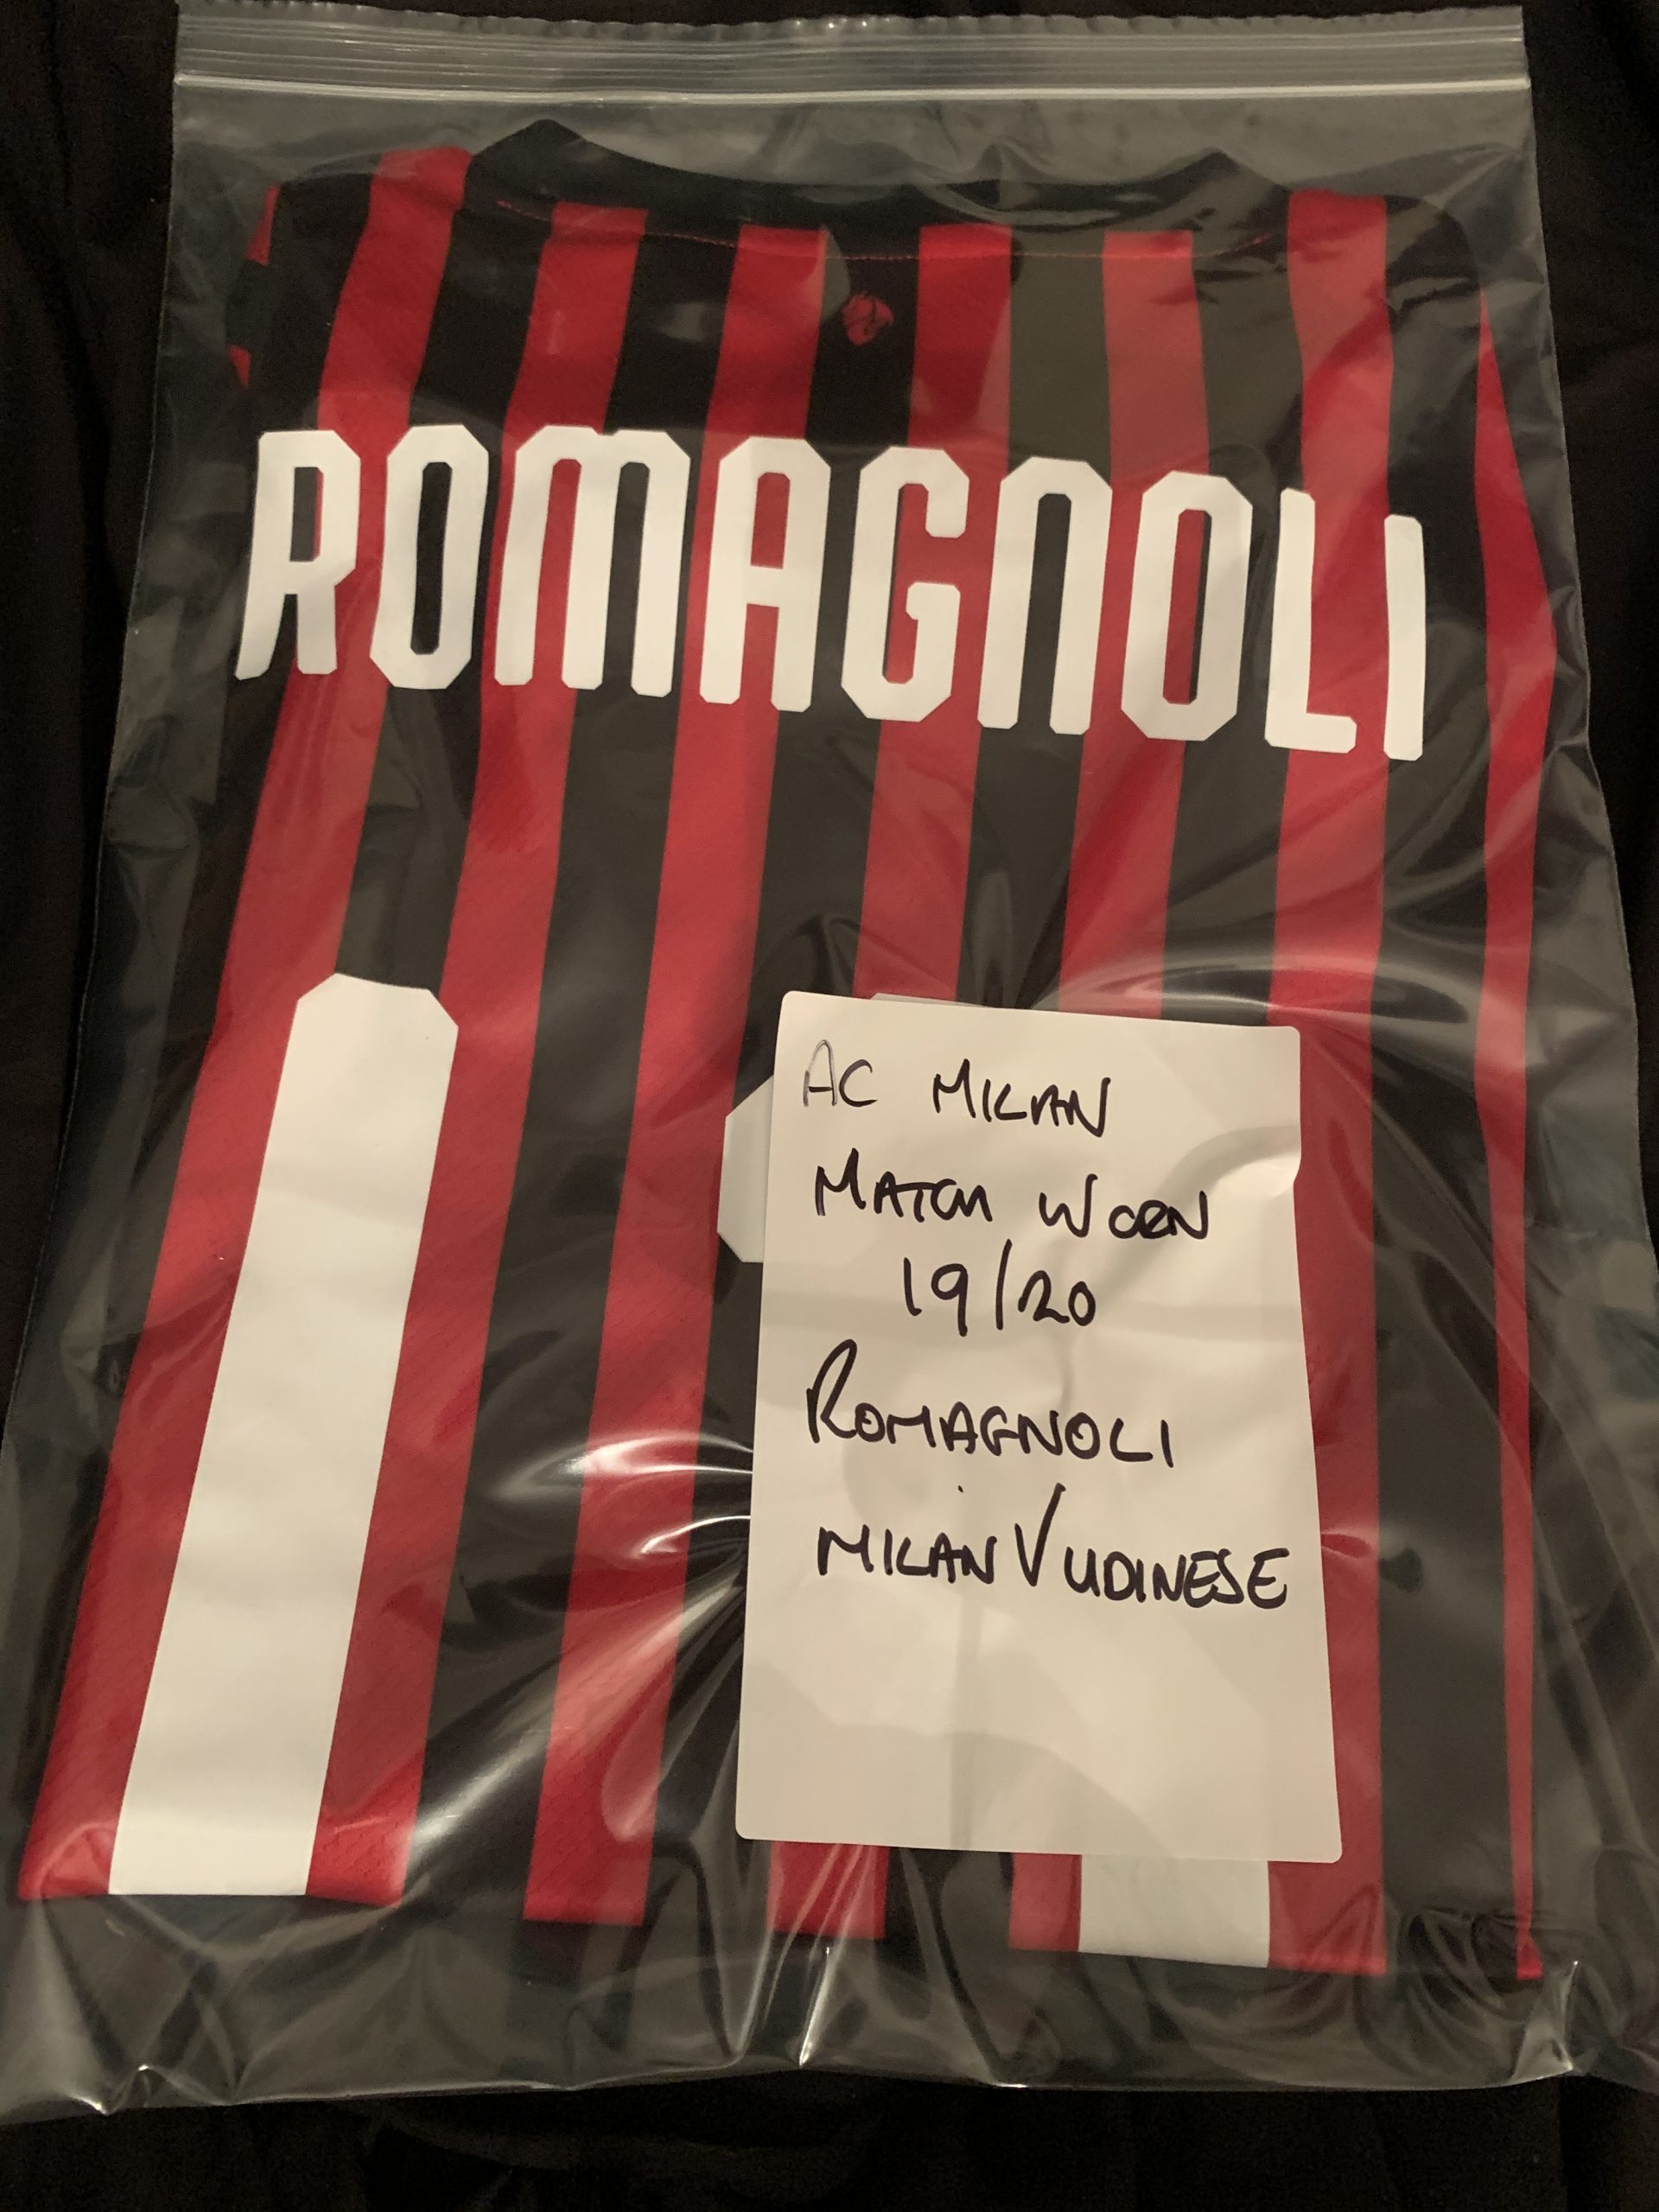 ROMAGNOLI
AC MILAN
MATCH WORN
19/20
ROMAGNOLI
MILAN V UDINESE